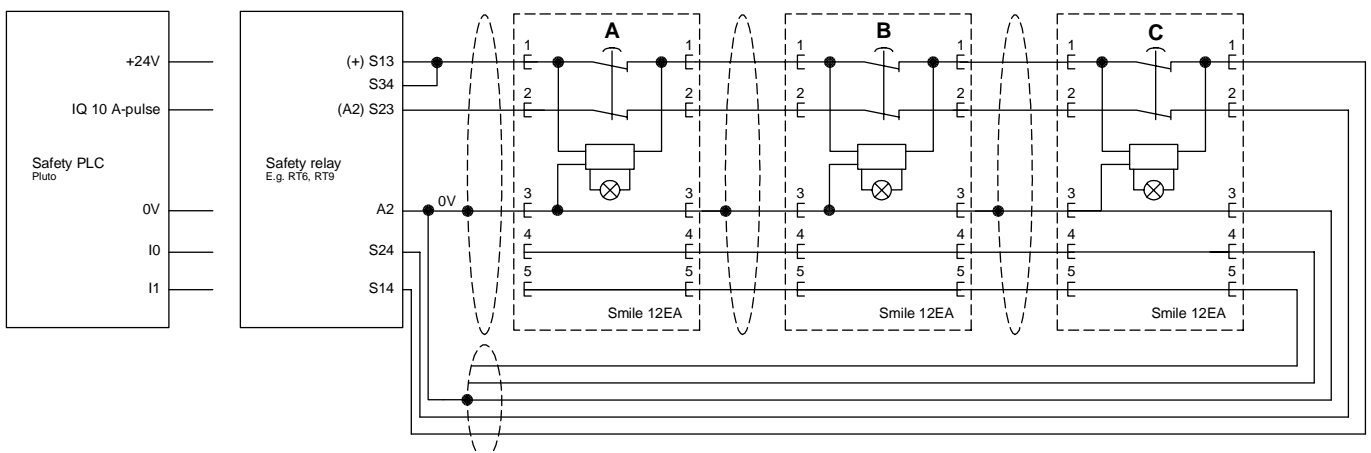 Safety PLC
Pluto
+24V
IQ 10 A-pulse
0V
I0
I1
Safety relay
E.g. RT6, RT9
(+) S13
S34
(A2) S23
A2
S24
S14
0V
A
1 1
2 2
3 3
4 4
5 5
Smile 12EA
B
1 1
2 2
3 3
4 4
5 5
Smile 12EA
C
1 1
2 2
3 3
4 4
5 5
Smile 12EA